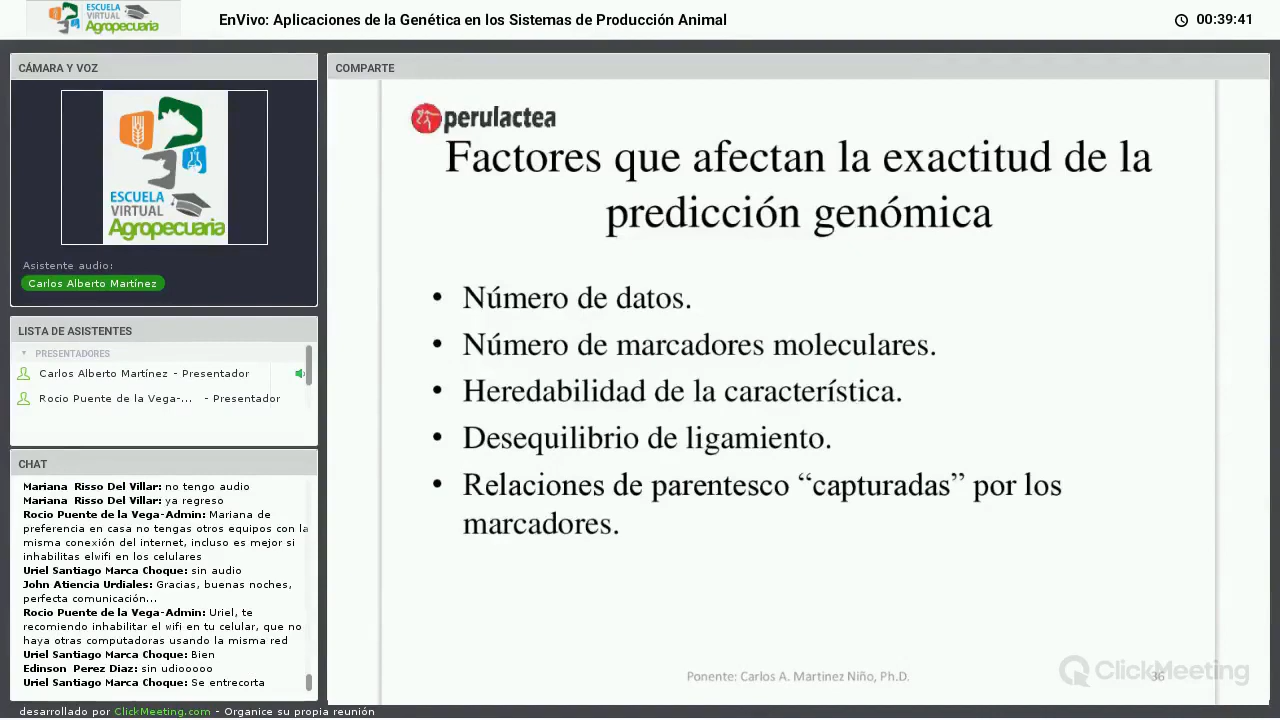 ESCUELA
VIRTUAL
Agropecuaria
EnVivo: Aplicaciones de la Genética en los Sistemas de Producción Animal
00:39:41
CÁMARA Y VOZ
ESCUELA
VIRTUAL
Agropecuaria
Asistente audio:
Carlos Alberto Martínez
LISTA DE ASISTENTES
PRESENTADORES
Carlos Alberto Martínez - Presentador
Rocio Puente de la Vega-... - Presentador
CHAT
Mariana Risso Del Villar: no tengo audio
Mariana Risso Del Villar: ya regreso
Rocio Puente de la Vega-Admin: Mariana de
preferencia en casa no tengas otros equipos con la
misma conexión del internet, incluso es mejor si
inhabilitas elwifi en los celulares
Uriel Santiago Marca Choque: sin audio
John Atiencia Urdiales: Gracias, buenas noches,
perfecta comunicación...
Rocio Puente de la Vega-Admin: Uriel, te
recomiendo inhabilitar el wifi en tu celular, que no
haya otras computadoras usando la misma red
Uriel Santiago Marca Choque: Bien
Edinson Perez Diaz: sin udiooooo
Uriel Santiago Marca Choque: Se entrecorta
COMPARTE
perulactea
Factores que afectan la exactitud de la
predicción genómica
• Número de datos.
• Número de marcadores moleculares.
• Heredabilidad de la característica.
• Desequilibrio de ligamiento.
• Relaciones de parentesco “capturadas” por los
marcadores.
Ponente: Carlos A. Martinez Niño, Ph.D.
36
ClickMeeting
desarrollado por ClickMeeting.com - Organice su propia reunión